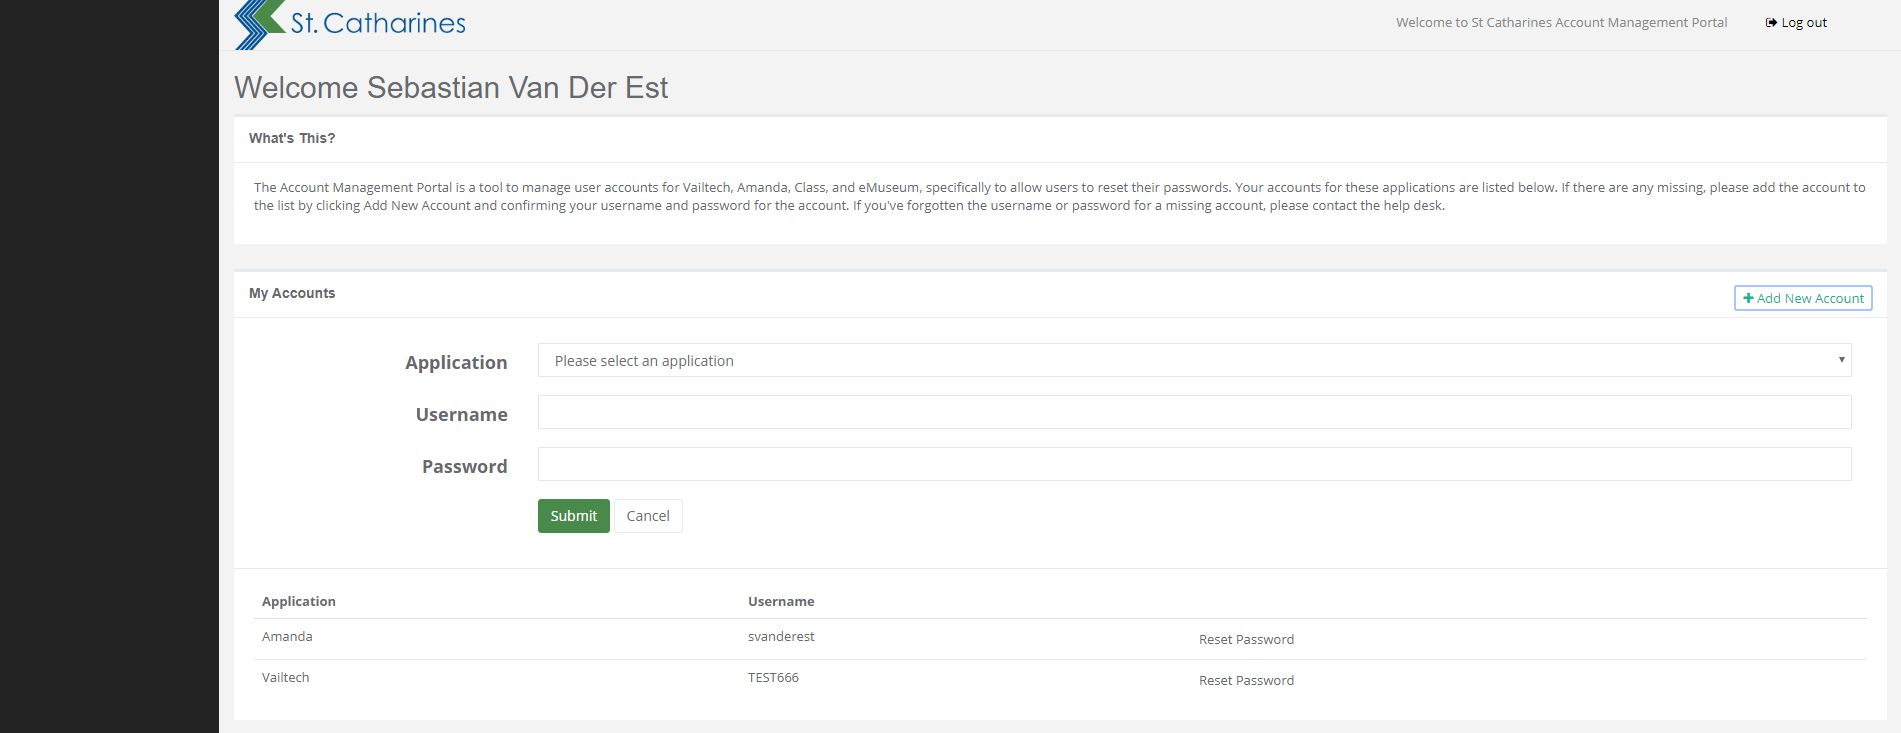 St. Catharines
Welcome to St Catharines Account Management Portal
Log out
Welcome Sebastian Van Der Est
What's This?
The Account Management Portal is a tool to manage user accounts for Vailtech, Amanda, Class, and eMuseum, specifically to allow users to reset their passwords. Your accounts for these applications are listed below. If there are any missing, please add the account to
the list by clicking Add New Account and confirming your username and password for the account. If you've forgotten the username or password for a missing account, please contact the help desk.
My Accounts
Add New Account
Application
Please select an application
Username
Password
Submit Cancel
Application Username
Amanda svanderest Reset Password
Vailtech TEST666 Reset Password